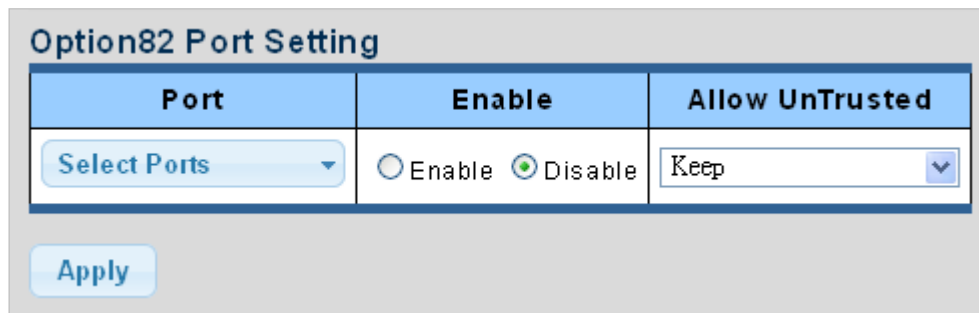 Option82 Port Setting
Port Enable Allow UnTrusted
Select Ports Enable Disable Keep
Apply